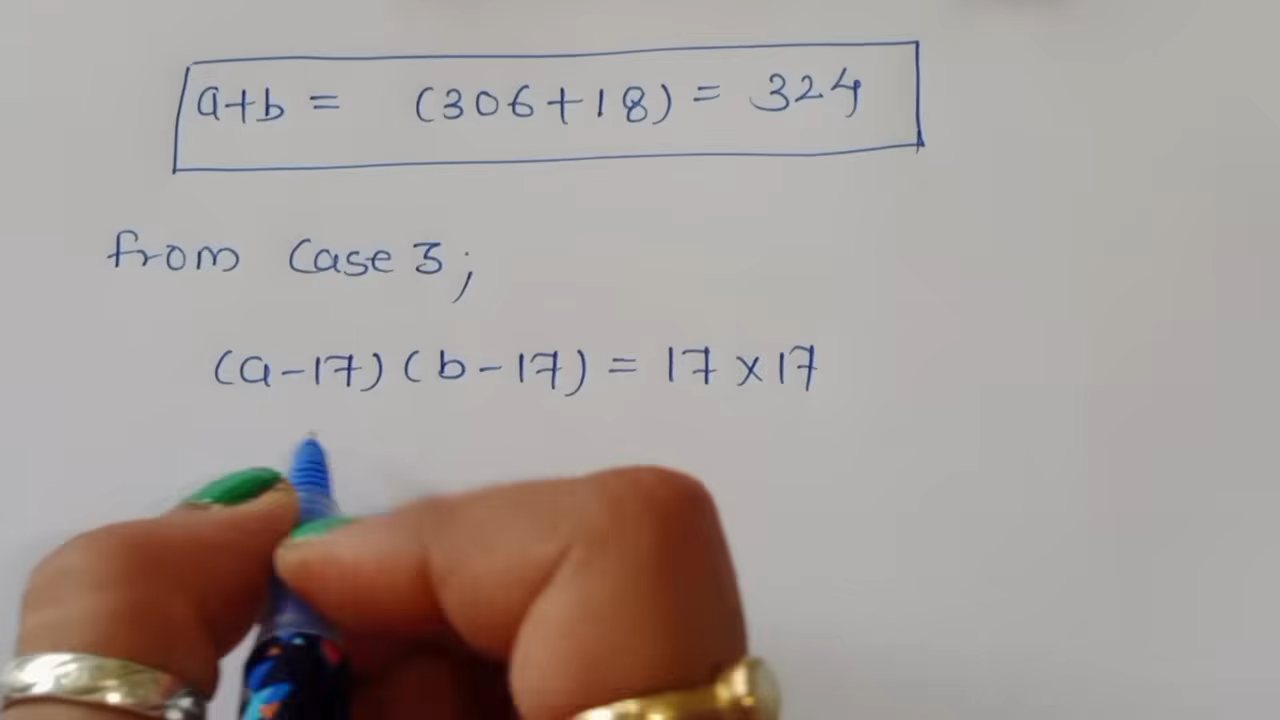 a+b = (306+18) = 324
from Case 3;
(a-17)(b-17) = 17 × 17